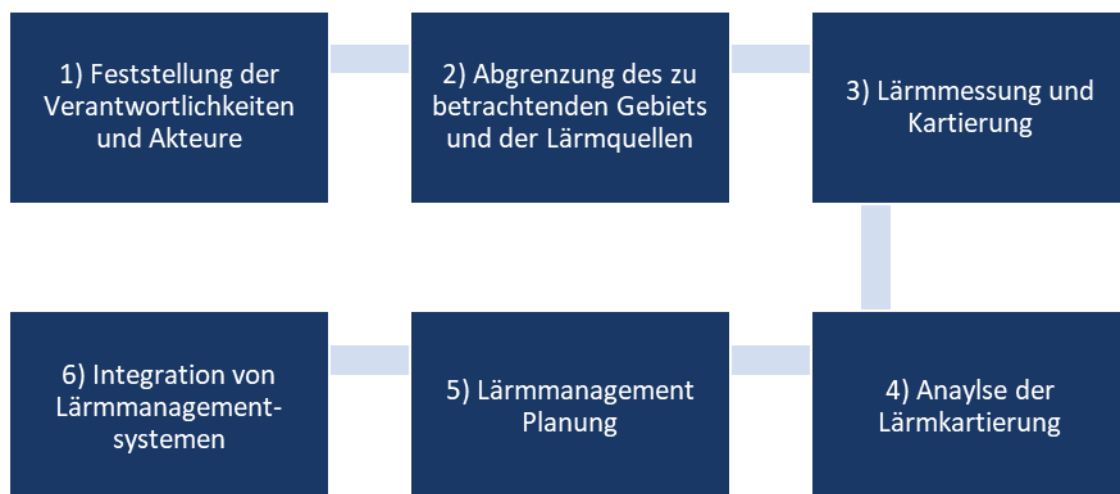 1) Feststellung der
Verantwortlichkeiten
und Akteure
2) Abgrenzung des zu
betrachtenden Gebiets
und der Lärmquellen
3) Lärmmessung und
Kartierung
4) Anaylse der
Lärmkartierung
5) Lärmmanagement
Planung
6) Integration von
Lärmmanagement-
systemen